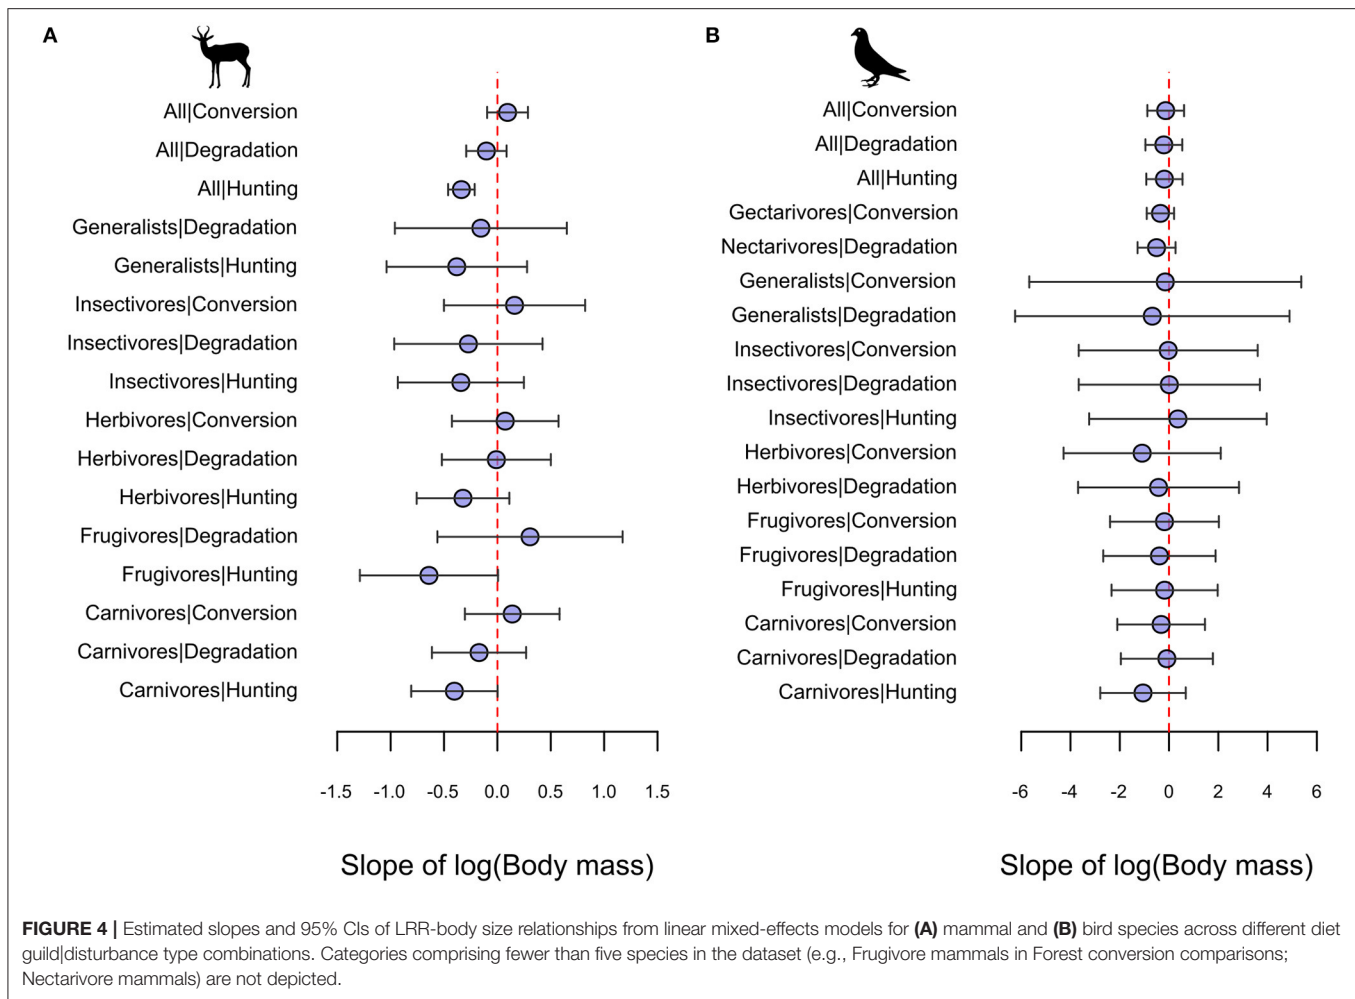 A
All|Conversion
All|Degradation
All|Hunting
Generalists|Degradation
Generalists|Hunting
Insectivores|Conversion
Insectivores|Degradation
Insectivores|Hunting
Herbivores|Conversion
Herbivores|Degradation
Herbivores|Hunting
Frugivores|Degradation
Frugivores|Hunting
Carnivores|Conversion
Carnivores|Degradation
Carnivores|Hunting
-1.5 -1.0 -0.5 0.0 0.5 1.0 1.5
Slope of log(Body mass)
B
All|Conversion
All|Degradation
All|Hunting
Gectarivores|Conversion
Nectarivores|Degradation
Generalists|Conversion
Generalists|Degradation
Insectivores|Conversion
Insectivores|Degradation
Insectivores|Hunting
Herbivores|Conversion
Herbivores|Degradation
Frugivores|Conversion
Frugivores|Degradation
Frugivores|Hunting
Carnivores|Conversion
Carnivores|Degradation
Carnivores|Hunting
-6 -4 -2 0 2 4 6
Slope of log(Body mass)
FIGURE 4 | Estimated slopes and 95% CIs of LRR-body size relationships from linear mixed-effects models for (A) mammal and (B) bird species across different diet
guild|disturbance type combinations. Categories comprising fewer than five species in the dataset (e.g., Frugivore mammals in Forest conversion comparisons;
Nectarivore mammals) are not depicted.